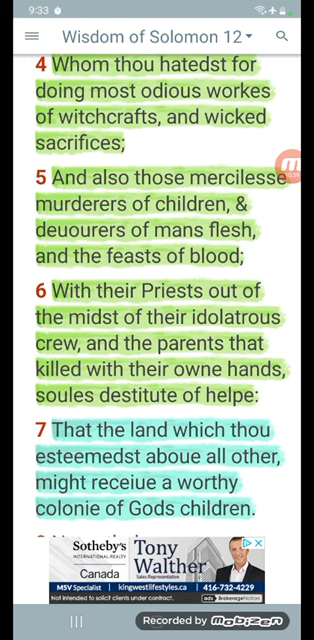 9:33
Wisdom of Solomon 12
4 Whom thou hatedst for
doing most odious workes
of witchcrafts, and wicked
sacrifices;
5 And also those mercilesse
murderers of children, &
deuourers of mans flesh,
and the feasts of blood;
6 With their Priests out of
the midst of their idolatrous
crew, and the parents that
killed with their owne hands,
soules destitute of helpe:
7 That the land which thou
esteemedst aboue all other,
might receiue a worthy
colonie of Gods children.
Sotheby's
INTERNATIONAL REALTY
Canada
Tony
Walther
Sales Representative
MSV Specialist | kingwestlifestyles.ca | 416-732-4229
Not intended to solicit clients under contract.
ads BrokerageNation
Recorded by mobizen